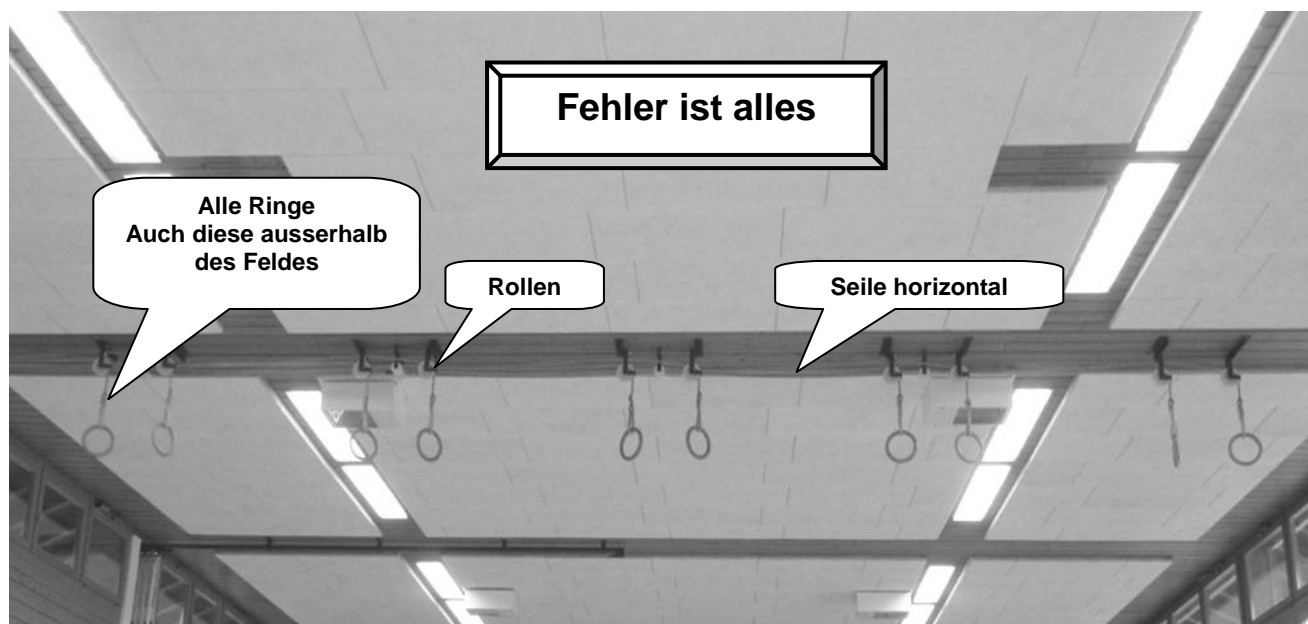 Fehler ist alles
Alle Ringe
Auch diese ausserhalb
des Feldes
Rollen
Seile horizontal